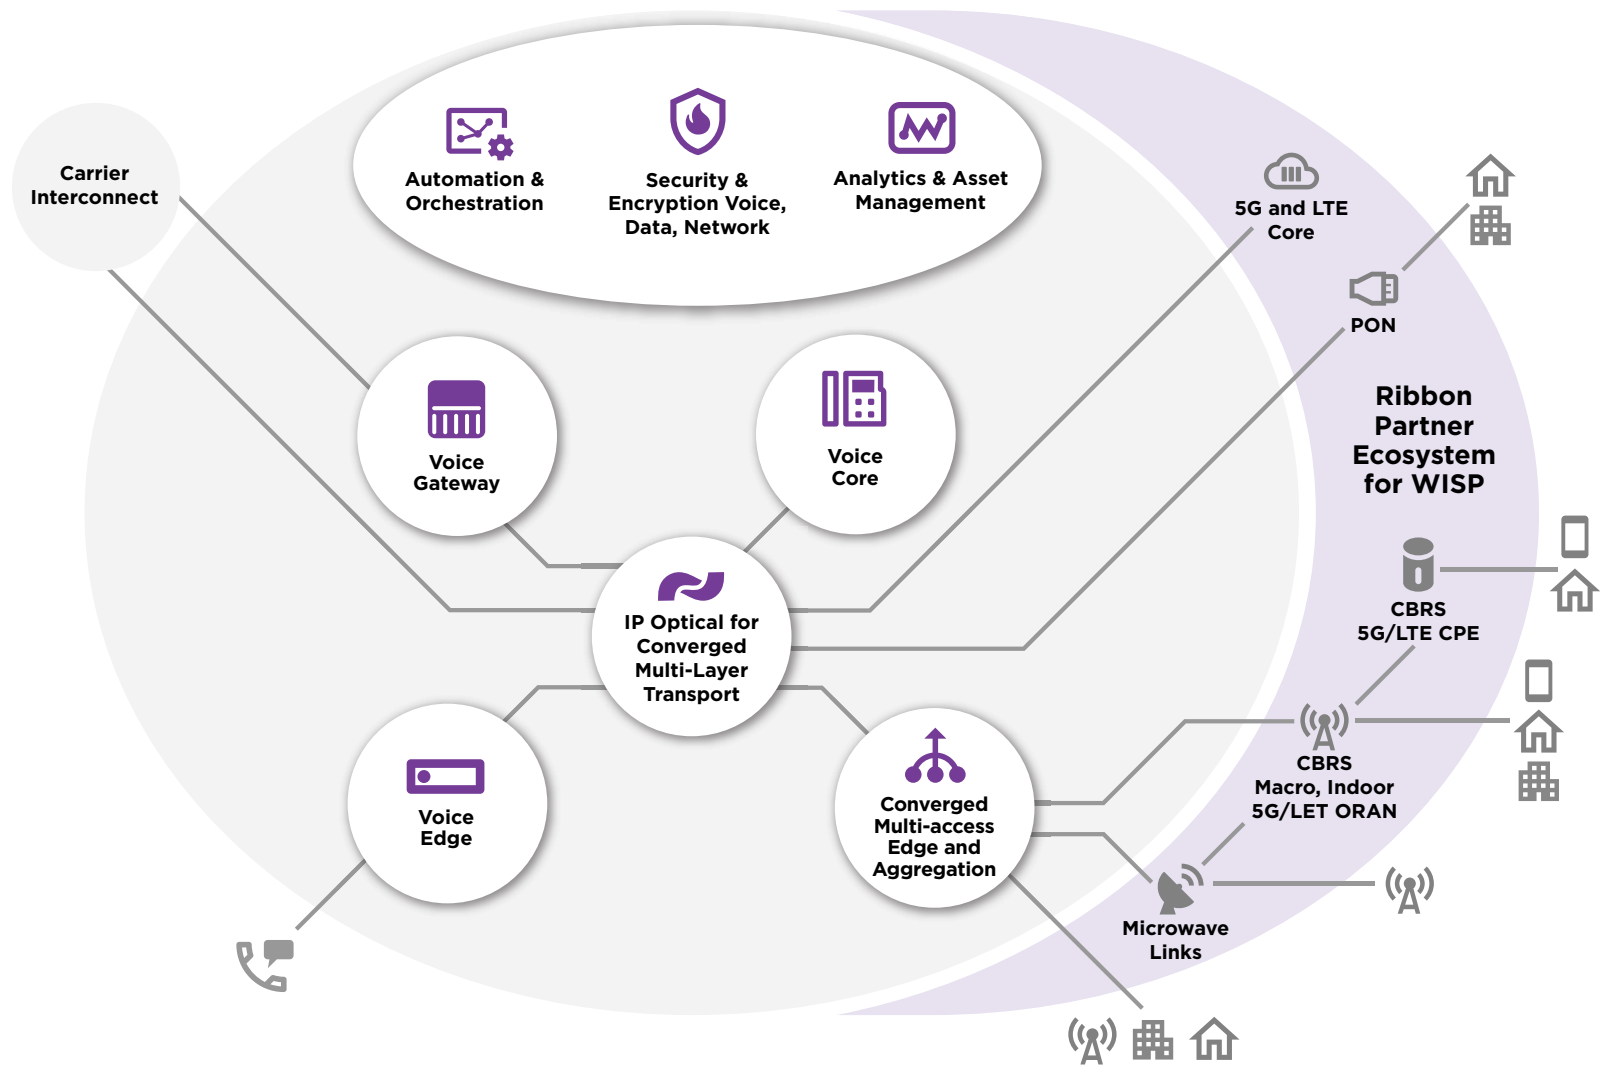 Carrier
Interconnect
Automation &
Orchestration
Security &
Encryption Voice,
Data, Network
Analytics & Asset
Management
5G and LTE
Core
PON
Ribbon
Partner
Ecosystem
for WISP
Voice
Gateway
Voice
Core
IP Optical for
Converged
Multi-Layer
Transport
CBRS
5G/LTE CPE
CBRS
Macro, Indoor
5G/LET ORAN
Voice
Edge
Converged
Multi-access
Edge and
Aggregation
Microwave
Links